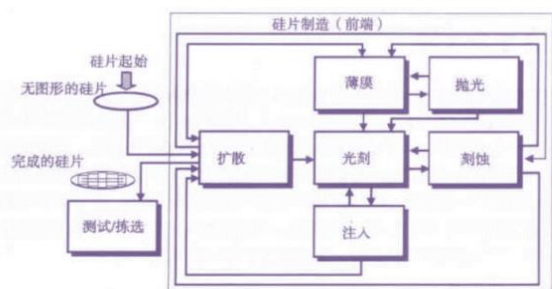 硅片制造（前端）
硅片起始
无图形的硅片
薄膜
抛光
完成的硅片
扩散
光刻
刻蚀
测试/拣选
注入